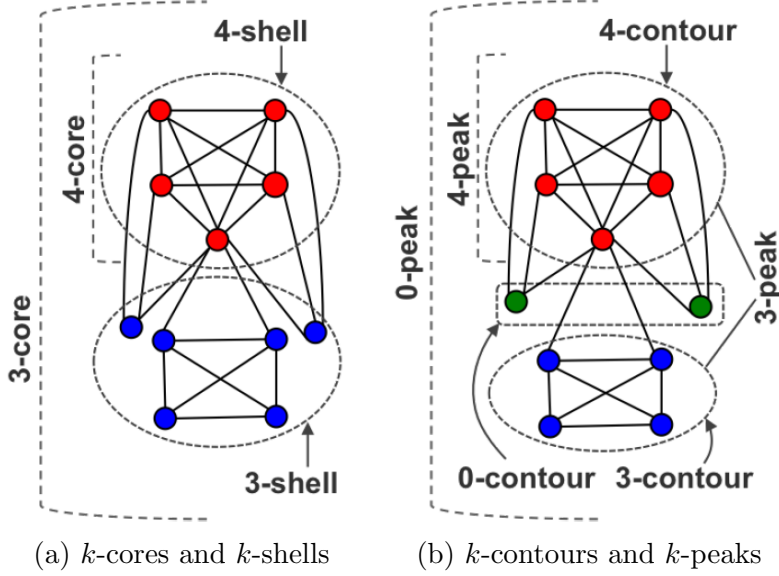 4-shell
4-core
3-core
3-shell
(a) k-cores and k-shells
4-contour
4-peak
0-peak
3-peak
0-contour
3-contour
(b) k-contours and k-peaks